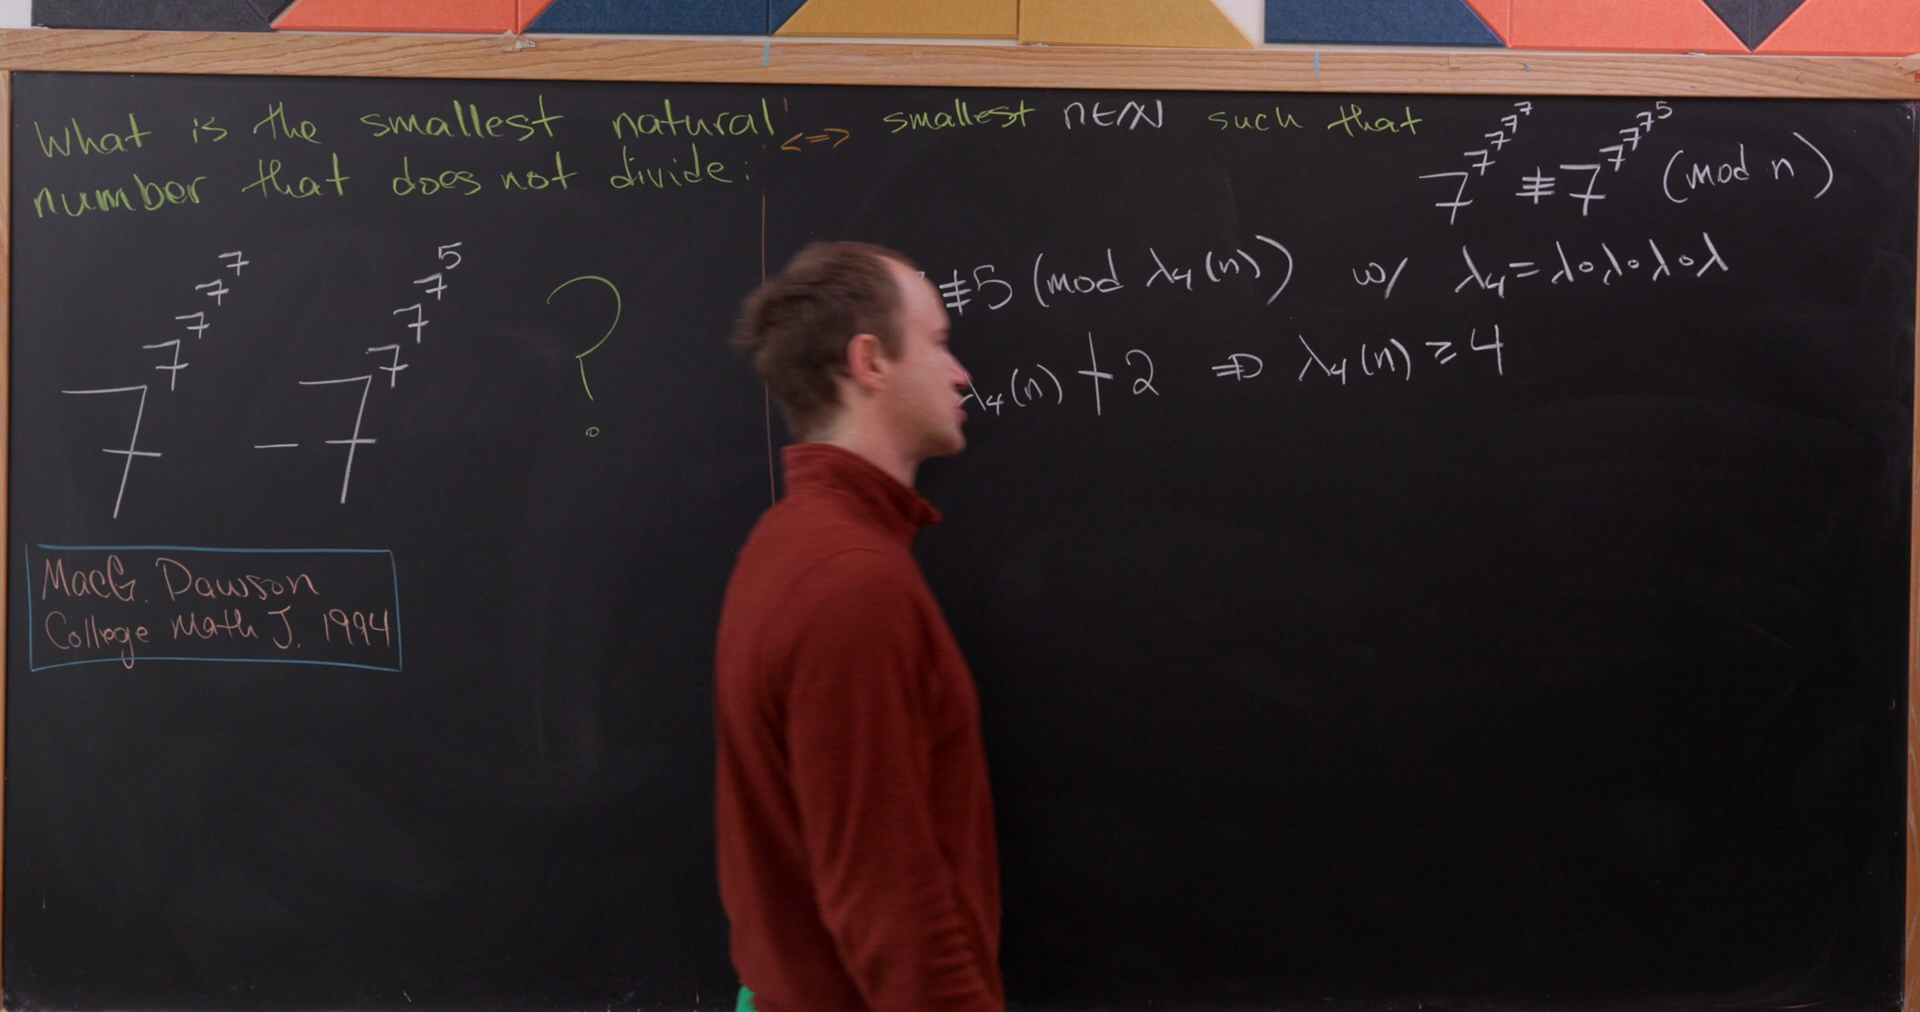 What is the smallest natural
number that does not divide:
7^7^7^7^7 - 7^7^7^7^5 ?
MacG. Dawson
College Math J. 1994
<=> smallest n∈ℕ such that
7^7^7^7^7 ≢ 7^7^7^7^5 (mod n)
≢ 5 (mod λ₄(n)) w/ λ₄ = λ∘λ∘λ∘λ
λ₄(n) ∤ 2 ⇒ λ₄(n) ≥ 4